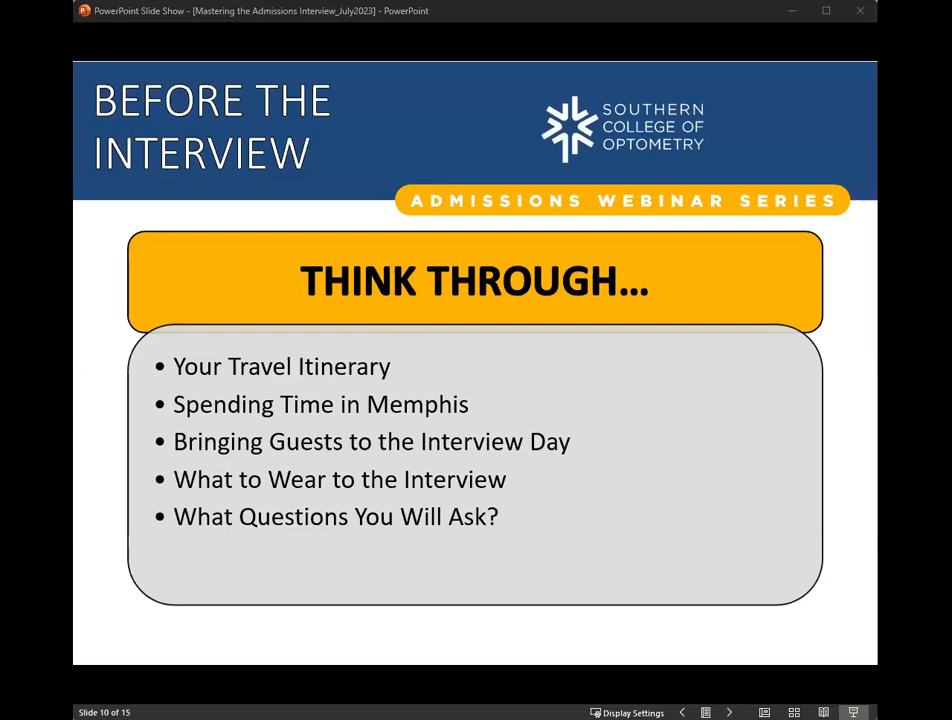 PowerPoint Slide Show - [Mastering the Admissions Interview_July2023] - PowerPoint
BEFORE THE
INTERVIEW
SOUTHERN
COLLEGE OF
OPTOMETRY
ADMISSIONS WEBINAR SERIES
THINK THROUGH...
• Your Travel Itinerary
• Spending Time in Memphis
• Bringing Guests to the Interview Day
• What to Wear to the Interview
• What Questions You Will Ask?
Slide 10 of 15
Display Settings